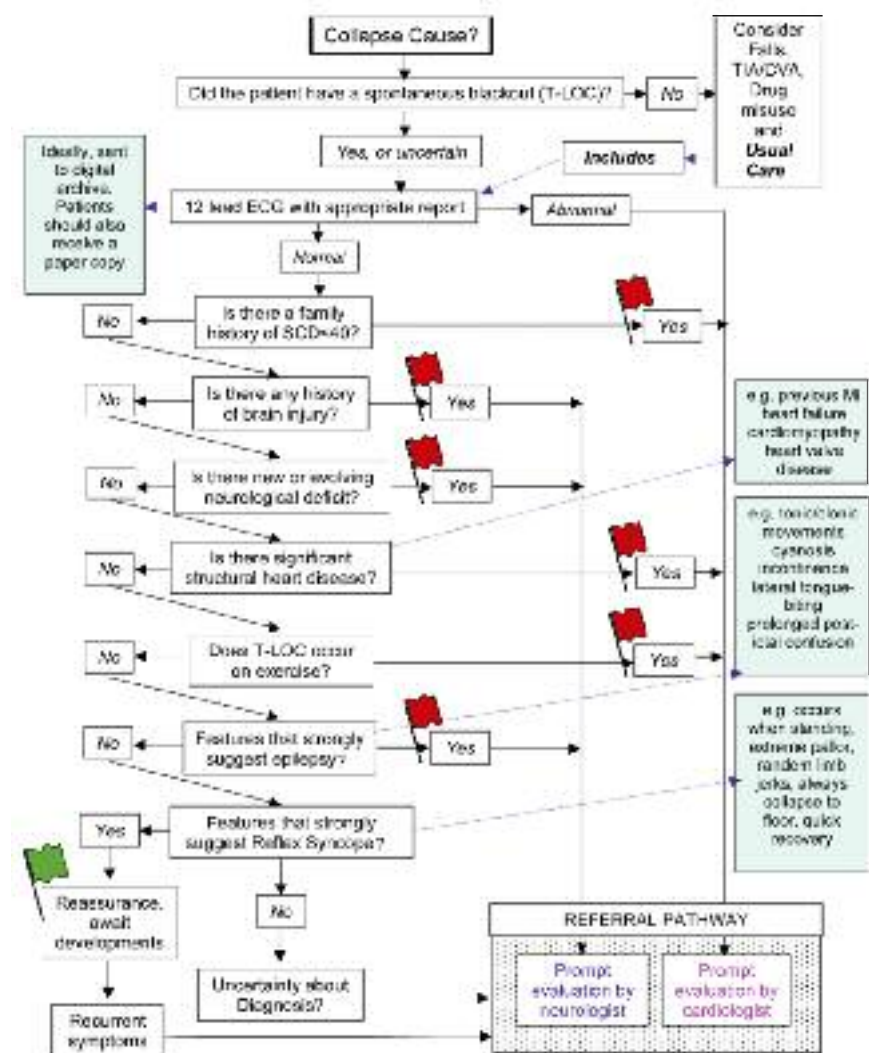 Collapse Cause?
Did the patient have a spontaneous blackout (T-LOC)?
No
Consider
Falls,
TIA/CVA,
Drug
misuse
and
Usual
Care
Yes, or uncertain
Includes
Ideally, sent
to digital
archive.
Patients
should also
receive a
paper copy
12 lead ECG with appropriate report
Abnormal
Normal
No
Is there a family
history of SCD<40?
Yes
No
Is there any history
of brain injury?
Yes
e.g. previous MI
heart failure
cardiomyopathy
heart valve
disease
No
Is there new or evolving
neurological deficit?
Yes
e.g. tonic/clonic
movements
cyanosis
incontinence
lateral tongue-
biting
prolonged post-
ictal confusion
No
Is there significant
structural heart disease?
Yes
No
Does T-LOC occur
on exercise?
Yes
No
Features that strongly
suggest epilepsy?
Yes
e.g. occurs
when standing,
extreme pallor,
random limb
jerks, always
collapse to
floor, quick
recovery
Yes
Features that strongly
suggest Reflex Syncope?
Reassurance,
await
developments
No
REFERRAL PATHWAY
Uncertainty about
Diagnosis?
Prompt
evaluation by
neurologist
Prompt
evaluation by
cardiologist
Recurrent
symptoms